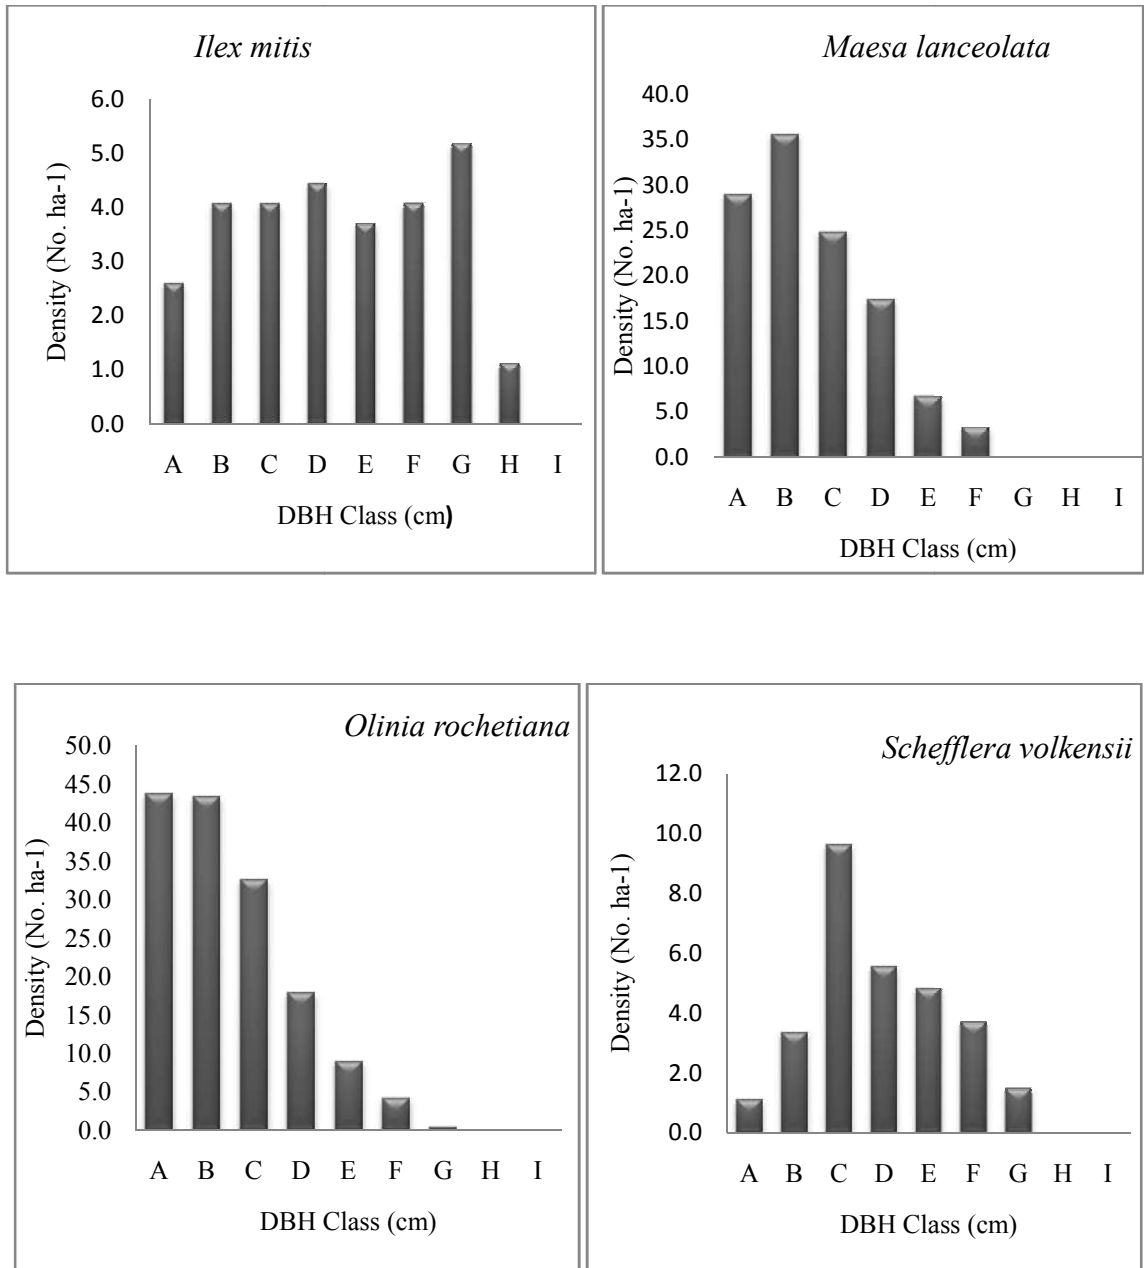 Ilex mitis
Density (No. ha-1)
6.0
5.0
4.0
3.0
2.0
1.0
0.0
A B C D E F G H I
DBH Class (cm)
Maesa lanceolata
Density (No. ha-1)
40.0
35.0
30.0
25.0
20.0
15.0
10.0
5.0
0.0
A B C D E F G H I
DBH Class (cm)
Olinia rochetiana
Density (No. ha-1)
50.0
45.0
40.0
35.0
30.0
25.0
20.0
15.0
10.0
5.0
0.0
A B C D E F G H I
DBH Class (cm)
Schefflera volkensii
Density (No. ha-1)
12.0
10.0
8.0
6.0
4.0
2.0
0.0
A B C D E F G H I
DBH Class (cm)